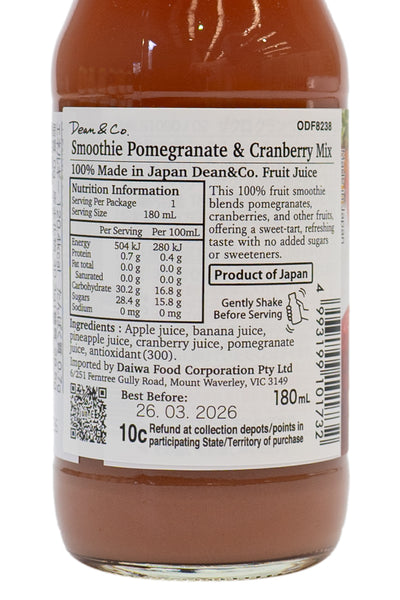 Dean & Co.
ODF8238
Smoothie Pomegranate & Cranberry Mix
100% Made in Japan Dean&Co. Fruit Juice
Nutrition Information
Serving Per Package 1
Serving Size 180 mL
Per Serving Per 100mL
Energy 504 kJ 280 kJ
Protein 0.7 g 0.4 g
Fat total 0.0 g 0.0 g
Saturated 0.0 g 0.0 g
Carbohydrate 30.2 g 16.8 g
Sugars 28.4 g 15.8 g
Sodium 0 mg 0 mg
This 100% fruit smoothie
blends pomegranates,
cranberries, and other fruits,
offering a sweet-tart, refreshing
taste with no added sugars
or sweeteners.
Product of Japan
Gently Shake
Before Serving
Ingredients : Apple juice, banana juice,
pineapple juice, cranberry juice, pomegranate
juice, antioxidant(300).
Imported by Daiwa Food Corporation Pty Ltd
6/251 Ferntree Gully Road, Mount Waverley, VIC 3149
Best Before:
26. 03. 2026
180mL
10c Refund at collection depots/points in
participating State/Territory of purchase
4 993199 101732